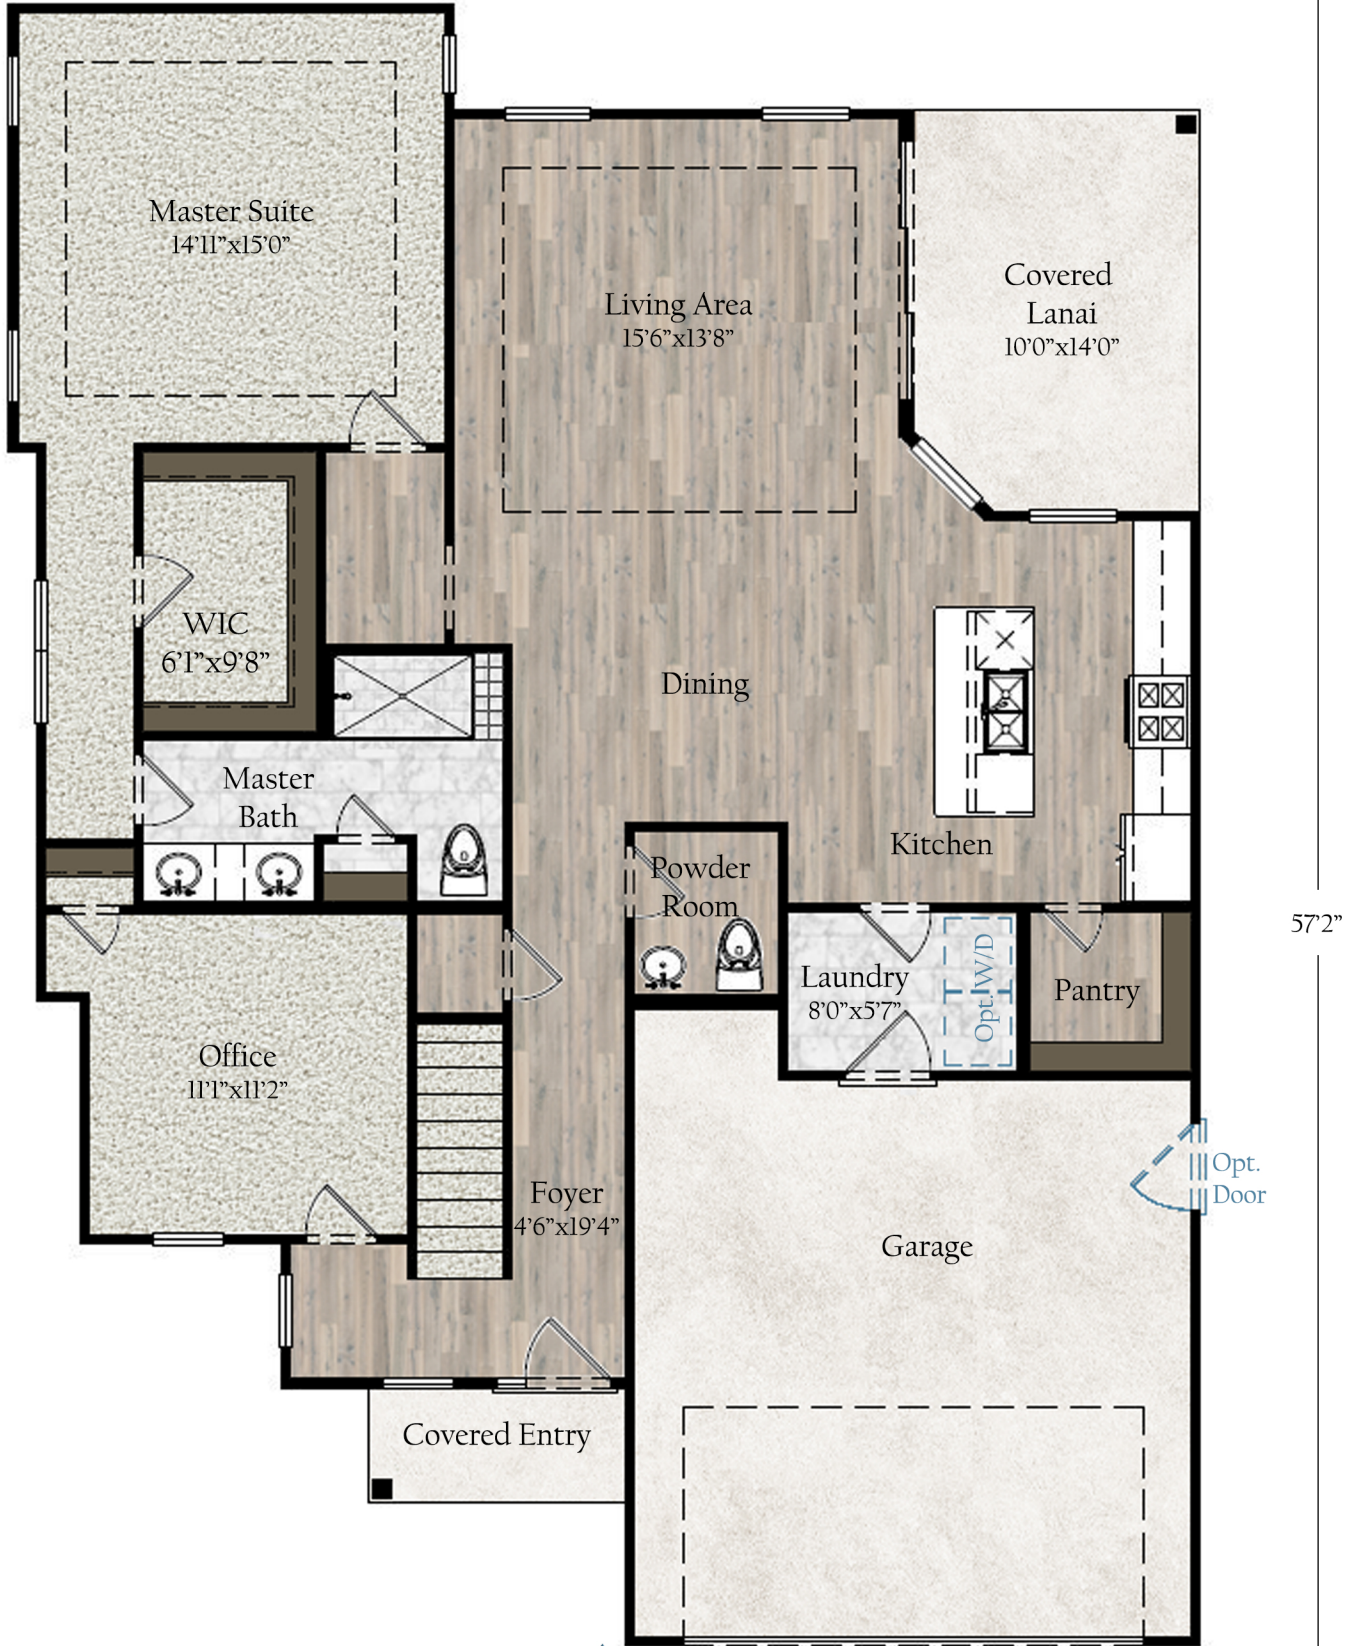 Master Suite
14'11"x15'0"
Living Area
15'6"x13'8"
Covered
Lanai
10'0"x14'0"
WIC
6'1"x9'8"
Dining
Master
Bath
Kitchen
Powder
Room
57'2"
Laundry
8'0"x5'7"
Opt. W/D
Pantry
Office
11'1"x11'2"
Foyer
4'6"x19'4"
Opt.
Door
Garage
Covered Entry